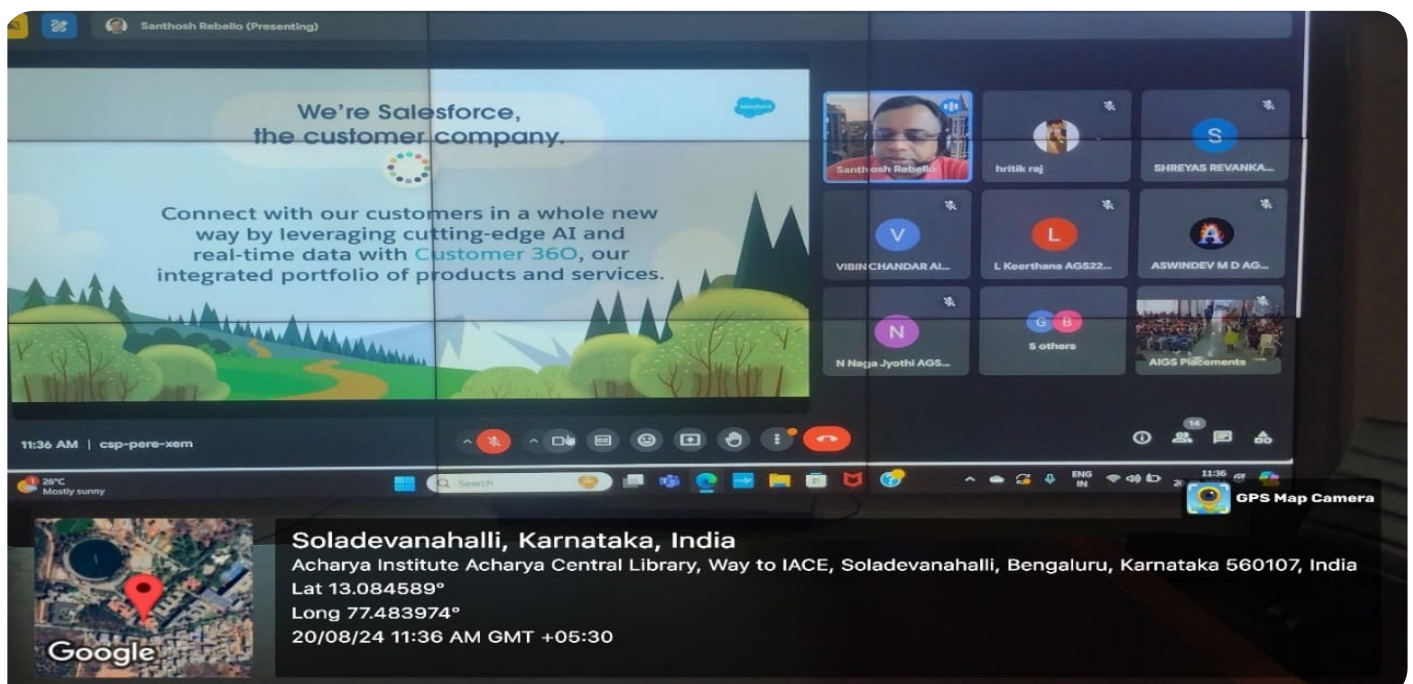 Santhosh Rebello (Presenting)
We're Salesforce,
the customer company.
salesforce
Connect with our customers in a whole new
way by leveraging cutting-edge AI and
real-time data with Customer 360, our
integrated portfolio of products and services.
Santhosh Rebello
hritik raj
S
SHREYAS REVANKA...
V
VIBIN CHANDAR AI...
L
L Keerthana AGS22...
A
ASWINDEV M D AG...
N
N Naga Jyothi AGS...
G B
5 others
AIGS Placements
11:36 AM | csp-pere-xem
14
1
26°C
Mostly sunny
Search
ENG
IN
11:36
GPS Map Camera
Google
Soladevanahalli, Karnataka, India
Acharya Institute Acharya Central Library, Way to IACE, Soladevanahalli, Bengaluru, Karnataka 560107, India
Lat 13.084589°
Long 77.483974°
20/08/24 11:36 AM GMT +05:30